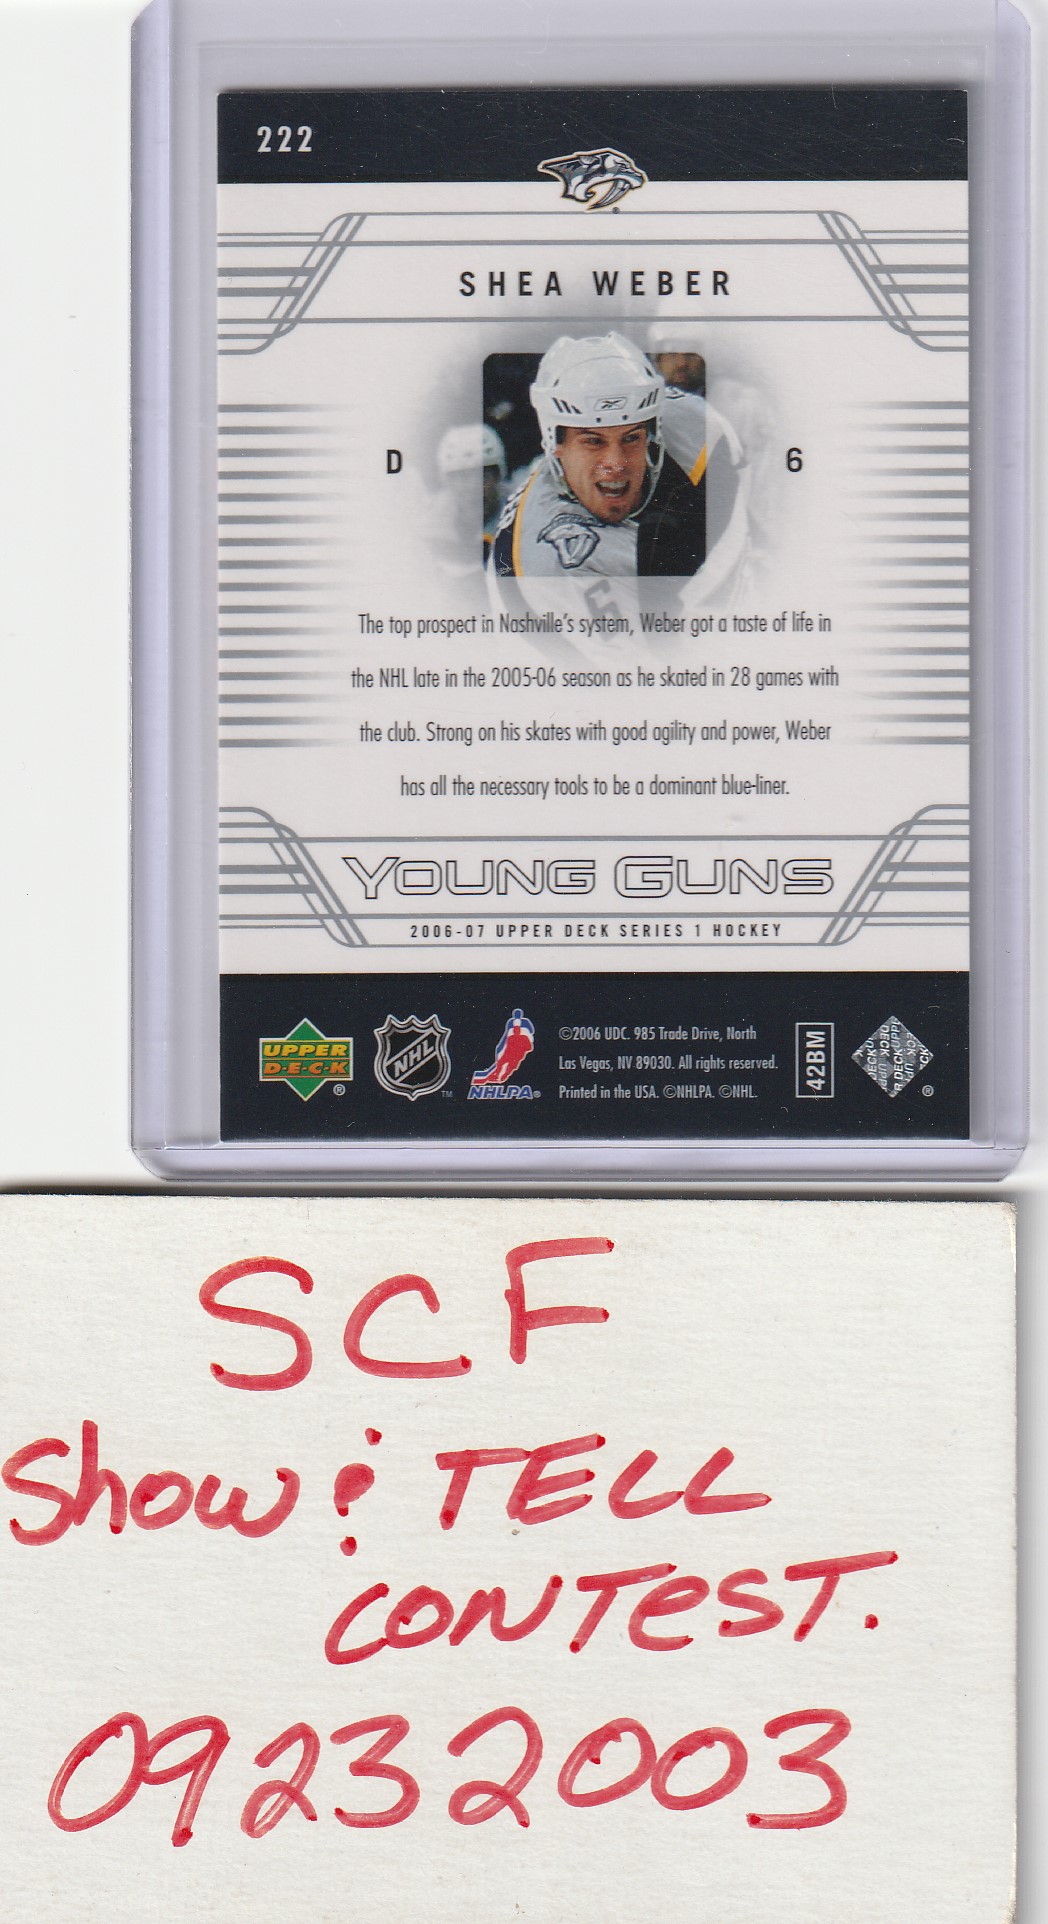 222
SHEA WEBER
D 6
The top prospect in Nashville's system, Weber got a taste of life in
the NHL late in the 2005-06 season as he skated in 28 games with
the club. Strong on his skates with good agility and power, Weber
has all the necessary tools to be a dominant blue-liner.
YOUNG GUNS
2006-07 UPPER DECK SERIES 1 HOCKEY
UPPER
D·E·C·K ®
NHL TM
NHLPA®
©2006 UDC. 985 Trade Drive, North
Las Vegas, NV 89030. All rights reserved.
Printed in the USA. ©NHLPA. ©NHL.
42BM
®
SCF
Show & TELL
CONTEST.
09232003